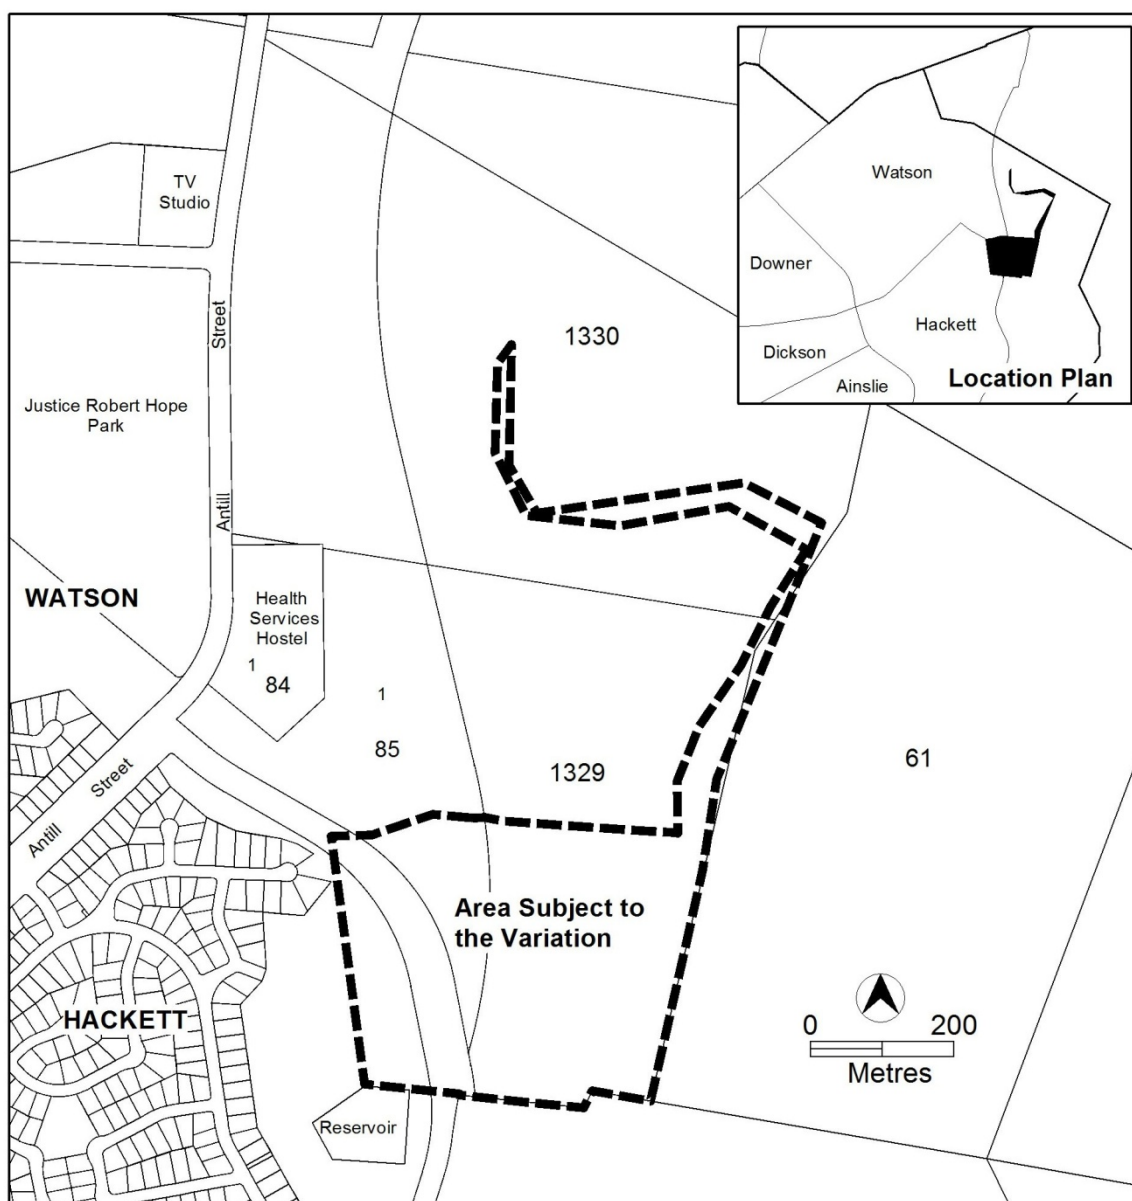 Watson
Downer
Hackett
Dickson
Ainslie
Location Plan
TV
Studio
1330
Street
Justice Robert Hope
Park
Antill
WATSON
Health
Services
Hostel
1
84
1
85
1329
61
Street
Antill
Area Subject to
the Variation
HACKETT
0 200
Metres
Reservoir